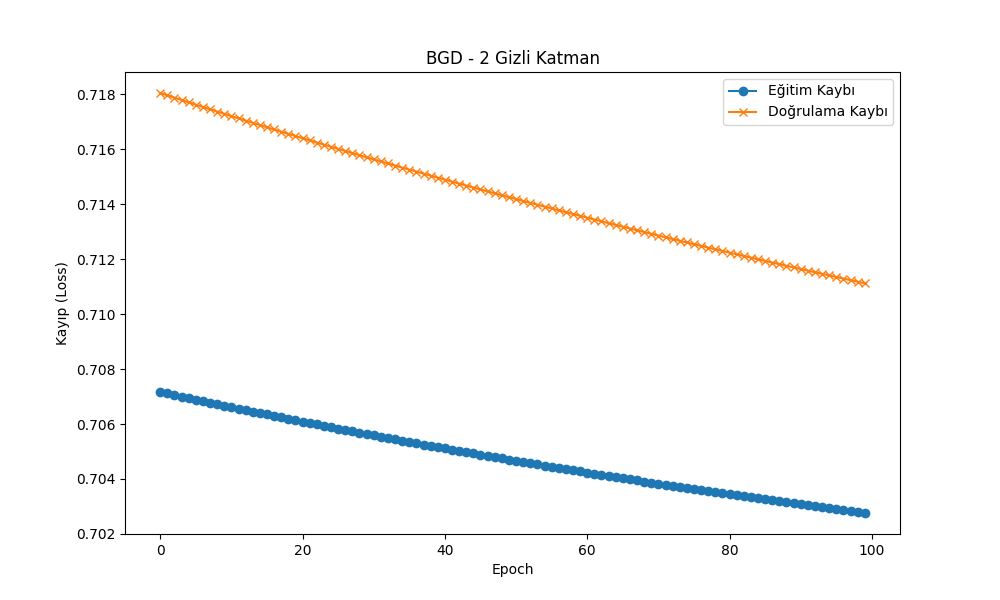 BGD - 2 Gizli Katman
Eğitim Kaybı
Doğrulama Kaybı
Kayıp (Loss)
0.718
0.716
0.714
0.712
0.710
0.708
0.706
0.704
0.702
0 20 40 60 80 100
Epoch